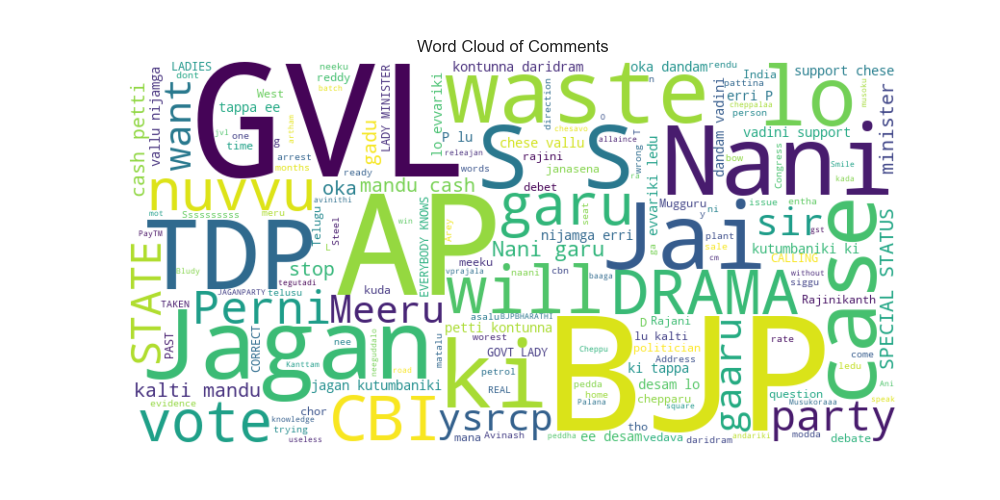 Word Cloud of Comments
LADIES
neeku
batch
kontunna daridram
oka dandam
rendu
India
support chese
dont
West
reddy
tappa ee
want
vallu nijamga
cash petti
GVL
waste
lo
gadu
LADY MINISTER
lo evvariki
direction
dandam vadini
pattina
erri P
cheppalaa
musoku
person
minister
jvl
one
time
g
arrest
months
P lu
chese vallu
allaince
wrong T
releajan
rajini
words
janasena
S S
Nani
vadini support
bow
Congress
Smile
kada
nuvvu
arthan
chesavo
ready
avinithi
oka
mandu cash
debet
evvariki ledu
Mugguru
y
ni
issue
entha
case
mot
Sssssssssss
meru
Telugu
Steel
win
AP
Arey
garu
seat
nijamga erri
Jai
sir
gst
PayTM
TDP
stop
EVERYBODY KNOWS
Nani garu
ga
plant
sale
cm
kutumbaniki ki
without
siggu
Bludy
tegutadi
meeku
vprajala
naani
cbn
baaga
CALLING
STATE
telusu
kuda
will
DRAMA
Rajinikanth
SPECIAL STATUS
TAKEN
JAGANPARTY
Perni
Meeru
asalu
BJPBHARATHI
D
Rajani
rate
PAST
CORRECT
nee
neeguddalo
matalu
petti kontunna
worest
lu kalti
politician
gaaru
come
ledu
Jagan
Kanttam
road
GOVT LADY
petrol
REAL
ki
Cheppu
Address
ki tappa
BJP
question
Ani
speak
kalti mandu
jagan kutumbaniki
pedda
home
desam lo
chepparu
Musukoraaa
evidence
vote
chor
CBI
ysrcp
Palana
square
party
knowledge
trying
useless
mana
Avinash
peddha
ee desam
tho
vedava
daridram
andariki
modda
debate